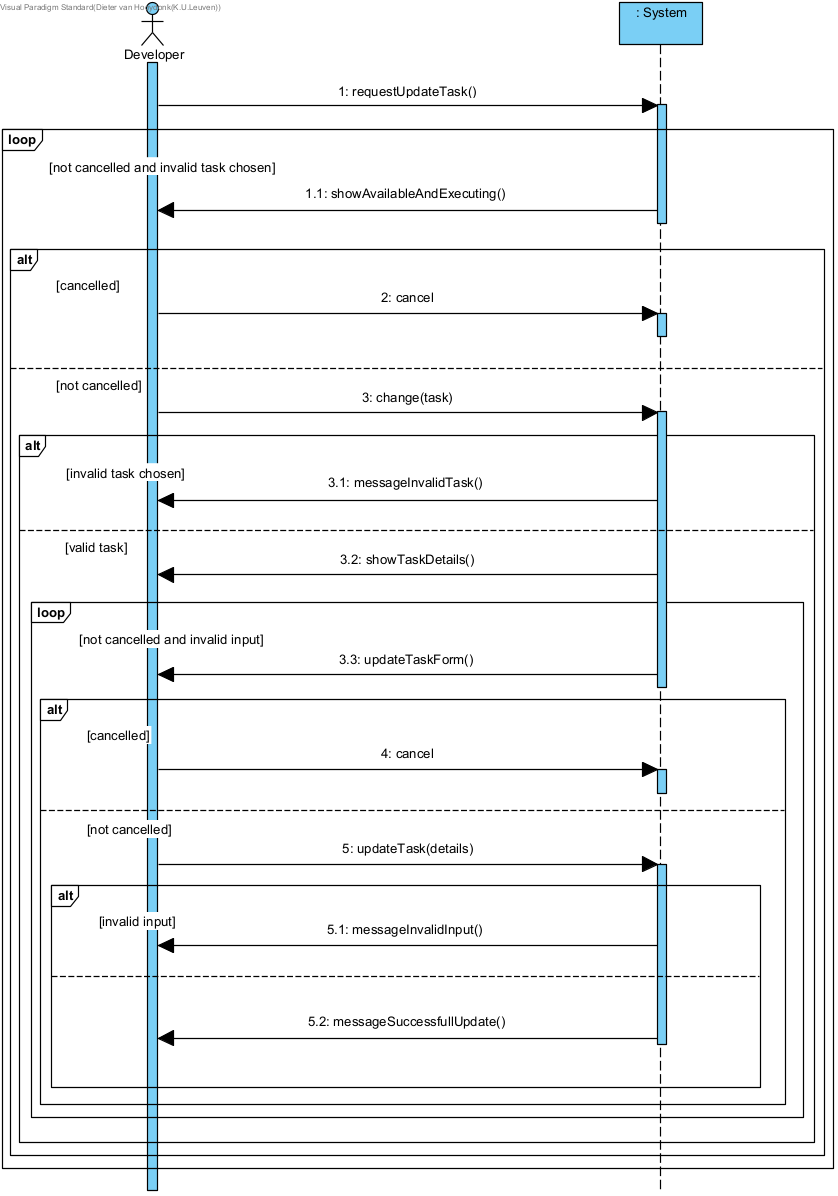 Visual Paradigm Standard(Dieter van Honk(K.U.Leuven))
Developer
: System
1: requestUpdateTask()
loop
[not cancelled and invalid task chosen]
1.1: showAvailableAndExecuting()
alt
[cancelled]
2: cancel
[not cancelled]
3: change(task)
alt
[invalid task chosen]
3.1: messageInvalidTask()
[valid task]
3.2: showTaskDetails()
loop
[not cancelled and invalid input]
3.3: updateTaskForm()
alt
[cancelled]
4: cancel
[not cancelled]
5: updateTask(details)
alt
[invalid input]
5.1: messageInvalidInput()
5.2: messageSuccessfullUpdate()